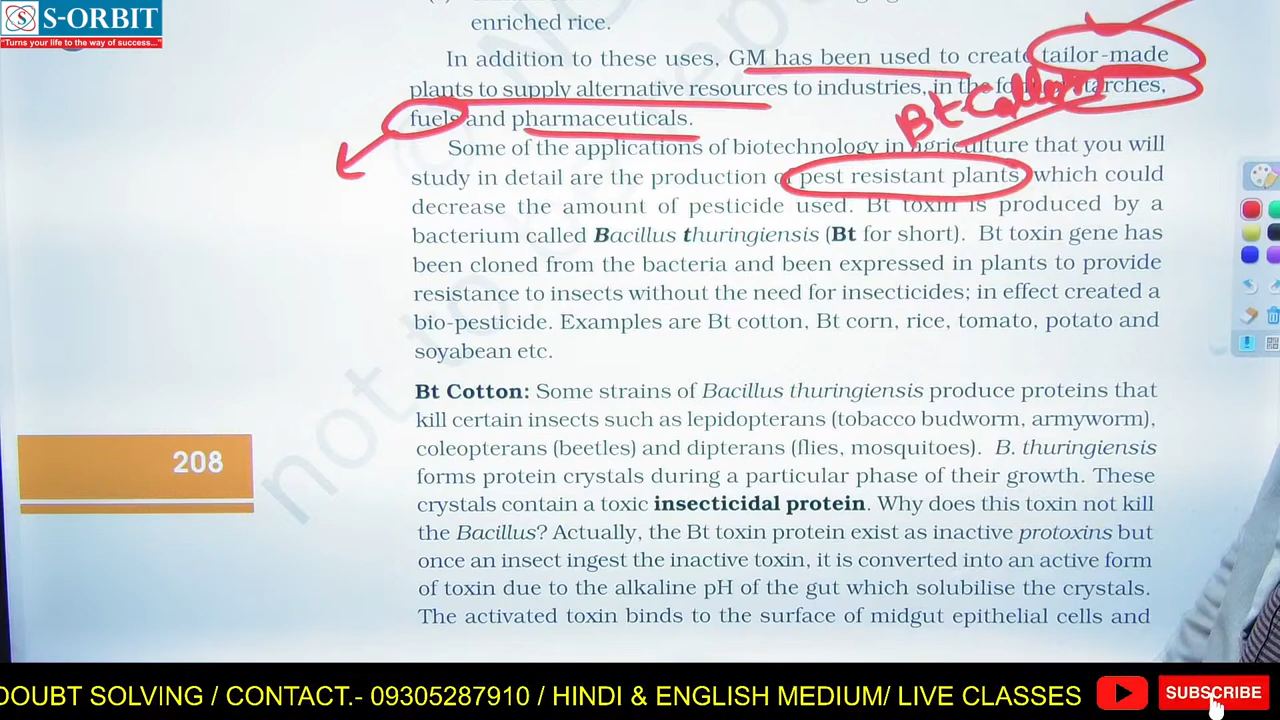 S-ORBIT
"Turns your life to the way of success..."
enriched rice.
In addition to these uses, GM has been used to create tailor-made
plants to supply alternative resources to industries, in the
fuels and pharmaceuticals.
Bt Cotton
Some of the applications of biotechnology in agriculture that you will
study in detail are the production of pest resistant plants which could
decrease the amount of pesticide used. Bt toxin is produced by a
bacterium called Bacillus thuringiensis (Bt for short). Bt toxin gene has
been cloned from the bacteria and been expressed in plants to provide
resistance to insects without the need for insecticides; in effect created a
bio-pesticide. Examples are Bt cotton, Bt corn, rice, tomato, potato and
soyabean etc.
Bt Cotton: Some strains of Bacillus thuringiensis produce proteins that
kill certain insects such as lepidopterans (tobacco budworm, armyworm),
coleopterans (beetles) and dipterans (flies, mosquitoes). B. thuringiensis
forms protein crystals during a particular phase of their growth. These
crystals contain a toxic insecticidal protein. Why does this toxin not kill
the Bacillus? Actually, the Bt toxin protein exist as inactive protoxins but
once an insect ingest the inactive toxin, it is converted into an active form
of toxin due to the alkaline pH of the gut which solubilise the crystals.
The activated toxin binds to the surface of midgut epithelial cells and
208
DOUBT SOLVING / CONTACT.- 09305287910 / HINDI & ENGLISH MEDIUM/ LIVE CLASSES
SUBSCRIBE